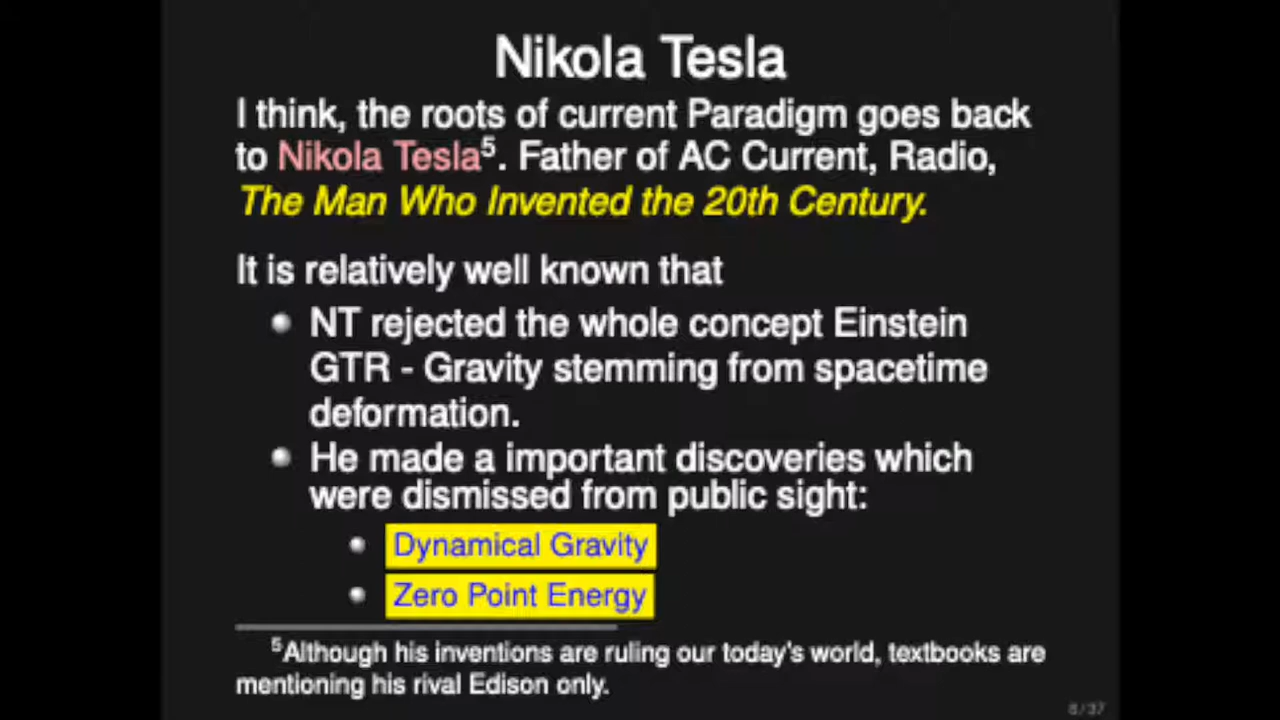 Nikola Tesla
I think, the roots of current Paradigm goes back
to Nikola Tesla⁵. Father of AC Current, Radio,
The Man Who Invented the 20th Century.
It is relatively well known that
NT rejected the whole concept Einstein
GTR - Gravity stemming from spacetime
deformation.
He made a important discoveries which
were dismissed from public sight:
Dynamical Gravity
Zero Point Energy
⁵Although his inventions are ruling our today's world, textbooks are
mentioning his rival Edison only.
8/37